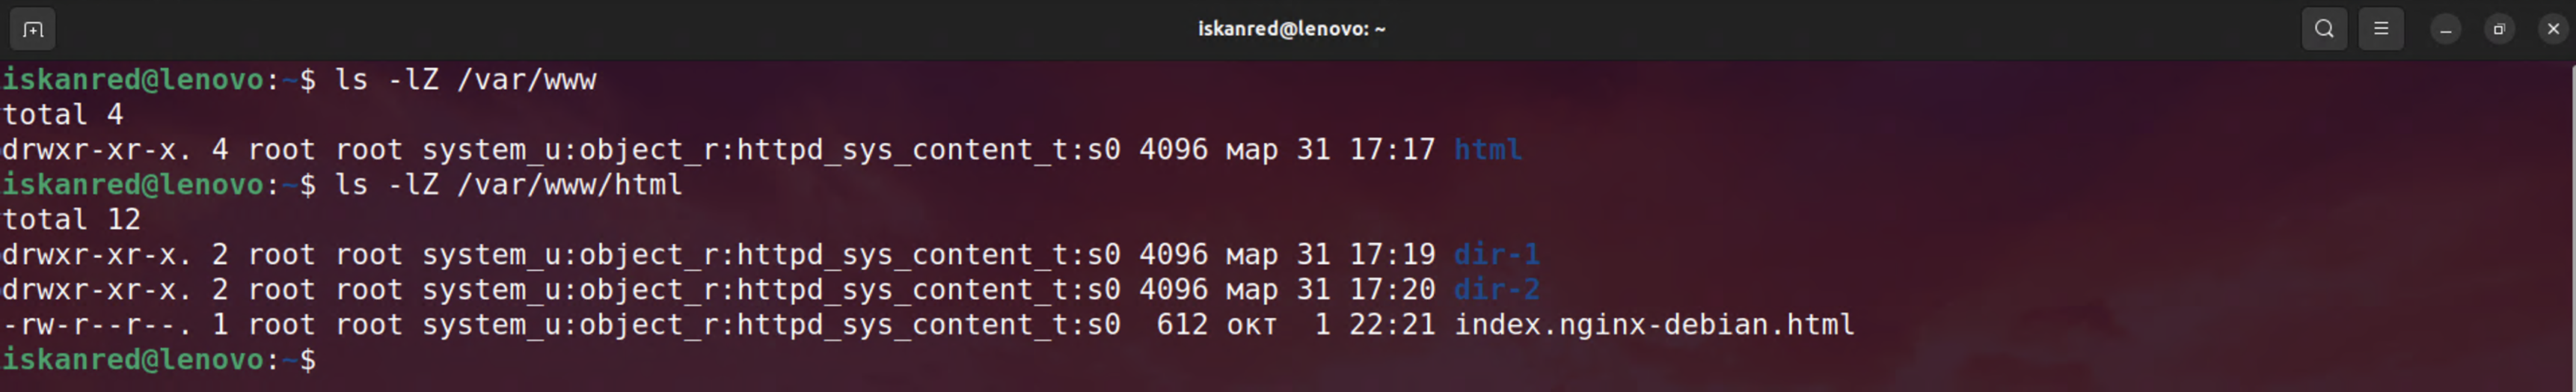 iskanred@lenovo: ~
iskanred@lenovo:~$ ls -lZ /var/www
total 4
drwxr-xr-x. 4 root root system_u:object_r:httpd_sys_content_t:s0 4096 мар 31 17:17 html
iskanred@lenovo:~$ ls -lZ /var/www/html
total 12
drwxr-xr-x. 2 root root system_u:object_r:httpd_sys_content_t:s0 4096 мар 31 17:19 dir-1
drwxr-xr-x. 2 root root system_u:object_r:httpd_sys_content_t:s0 4096 мар 31 17:20 dir-2
-rw-r--r--. 1 root root system_u:object_r:httpd_sys_content_t:s0  612 окт  1 22:21 index.nginx-debian.html
iskanred@lenovo:~$